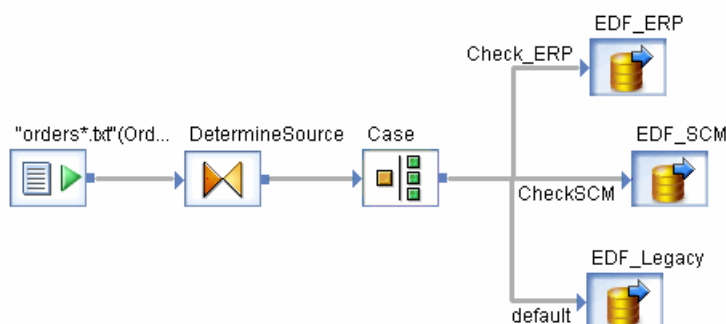 EDF_ERP
Check_ERP
"orders*.txt"(Ord... DetermineSource Case EDF_SCM
CheckSCM
EDF_Legacy
default